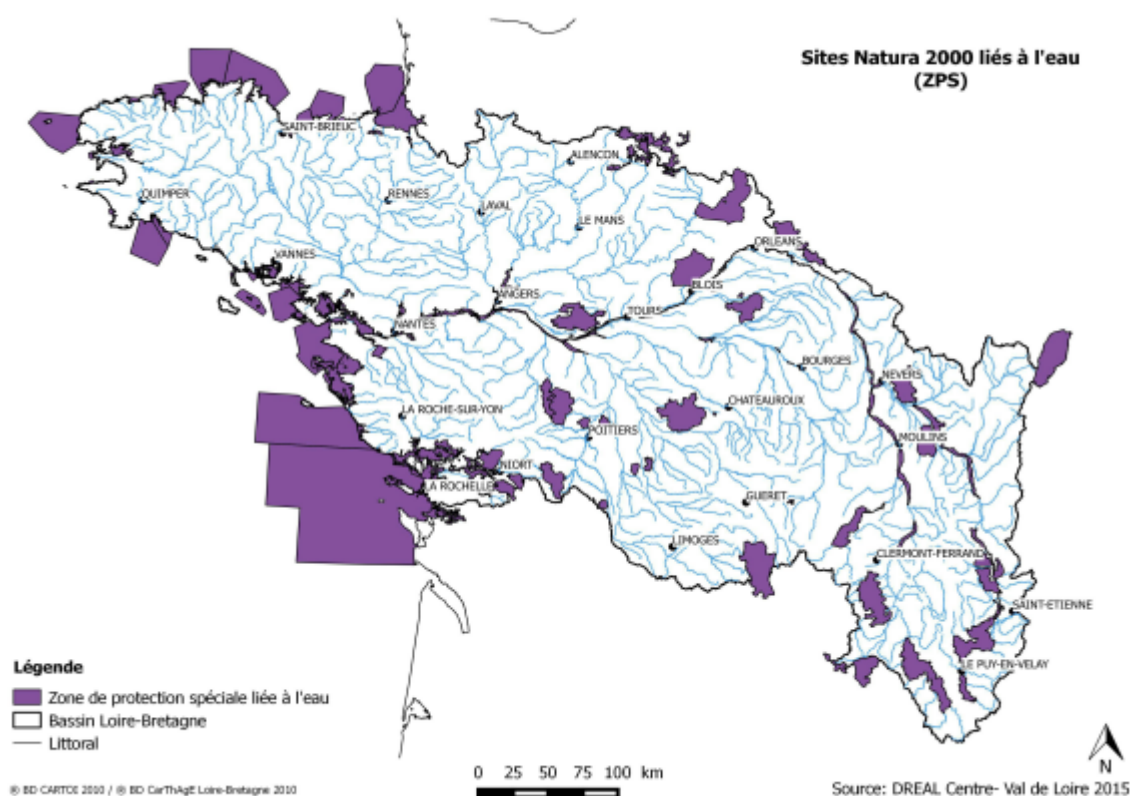 Sites Natura 2000 liés à l'eau
(ZPS)
SAINT-BRIEUC
ALENCON
QUIMPER
RENNES
LAVAL
LE MANS
ORLEANS
VANNES
BLOIS
ANGERS
TOURS
NANTES
BOURGES
NEVERS
CHATEAUROUX
LA ROCHE-SUR-YON
POITIERS
MOULINS
NIORT
LA ROCHELLE
GUERET
LIMOGES
CLERMONT-FERRAND
SAINT-ETIENNE
LE PUY-EN-VELAY
Légende
Zone de protection spéciale liée à l'eau
Bassin Loire-Bretagne
Littoral
N
0 25 50 75 100 km
® BD CARTOI 2010 / ® BD CarThAgE Loire-Bretagne 2010
Source: DREAL Centre- Val de Loire 2015